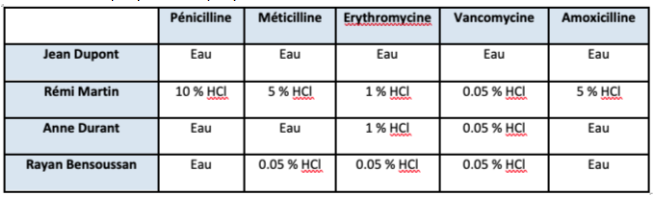 Pénicilline Méticilline Erythromycine Vancomycine Amoxicilline
Jean Dupont Eau Eau Eau Eau Eau
Rémi Martin 10 % HCl 5 % HCl 1 % HCl 0.05 % HCl 5 % HCl
Anne Durant Eau Eau 1 % HCl 0.05 % HCl Eau
Rayan Bensoussan Eau 0.05 % HCl 0.05 % HCl 0.05 % HCl Eau